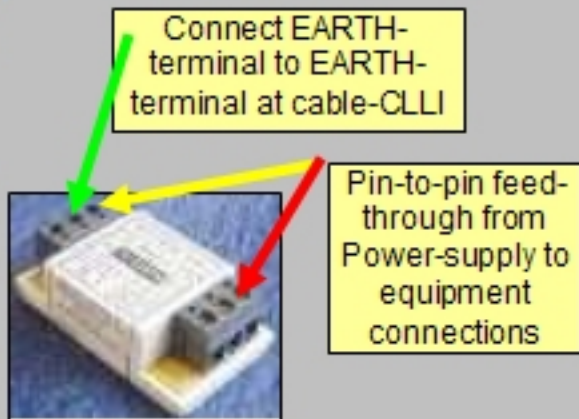 Connect EARTH-
terminal to EARTH-
terminal at cable-CLLI
Pin-to-pin feed-
through from
Power-supply to
equipment
connections